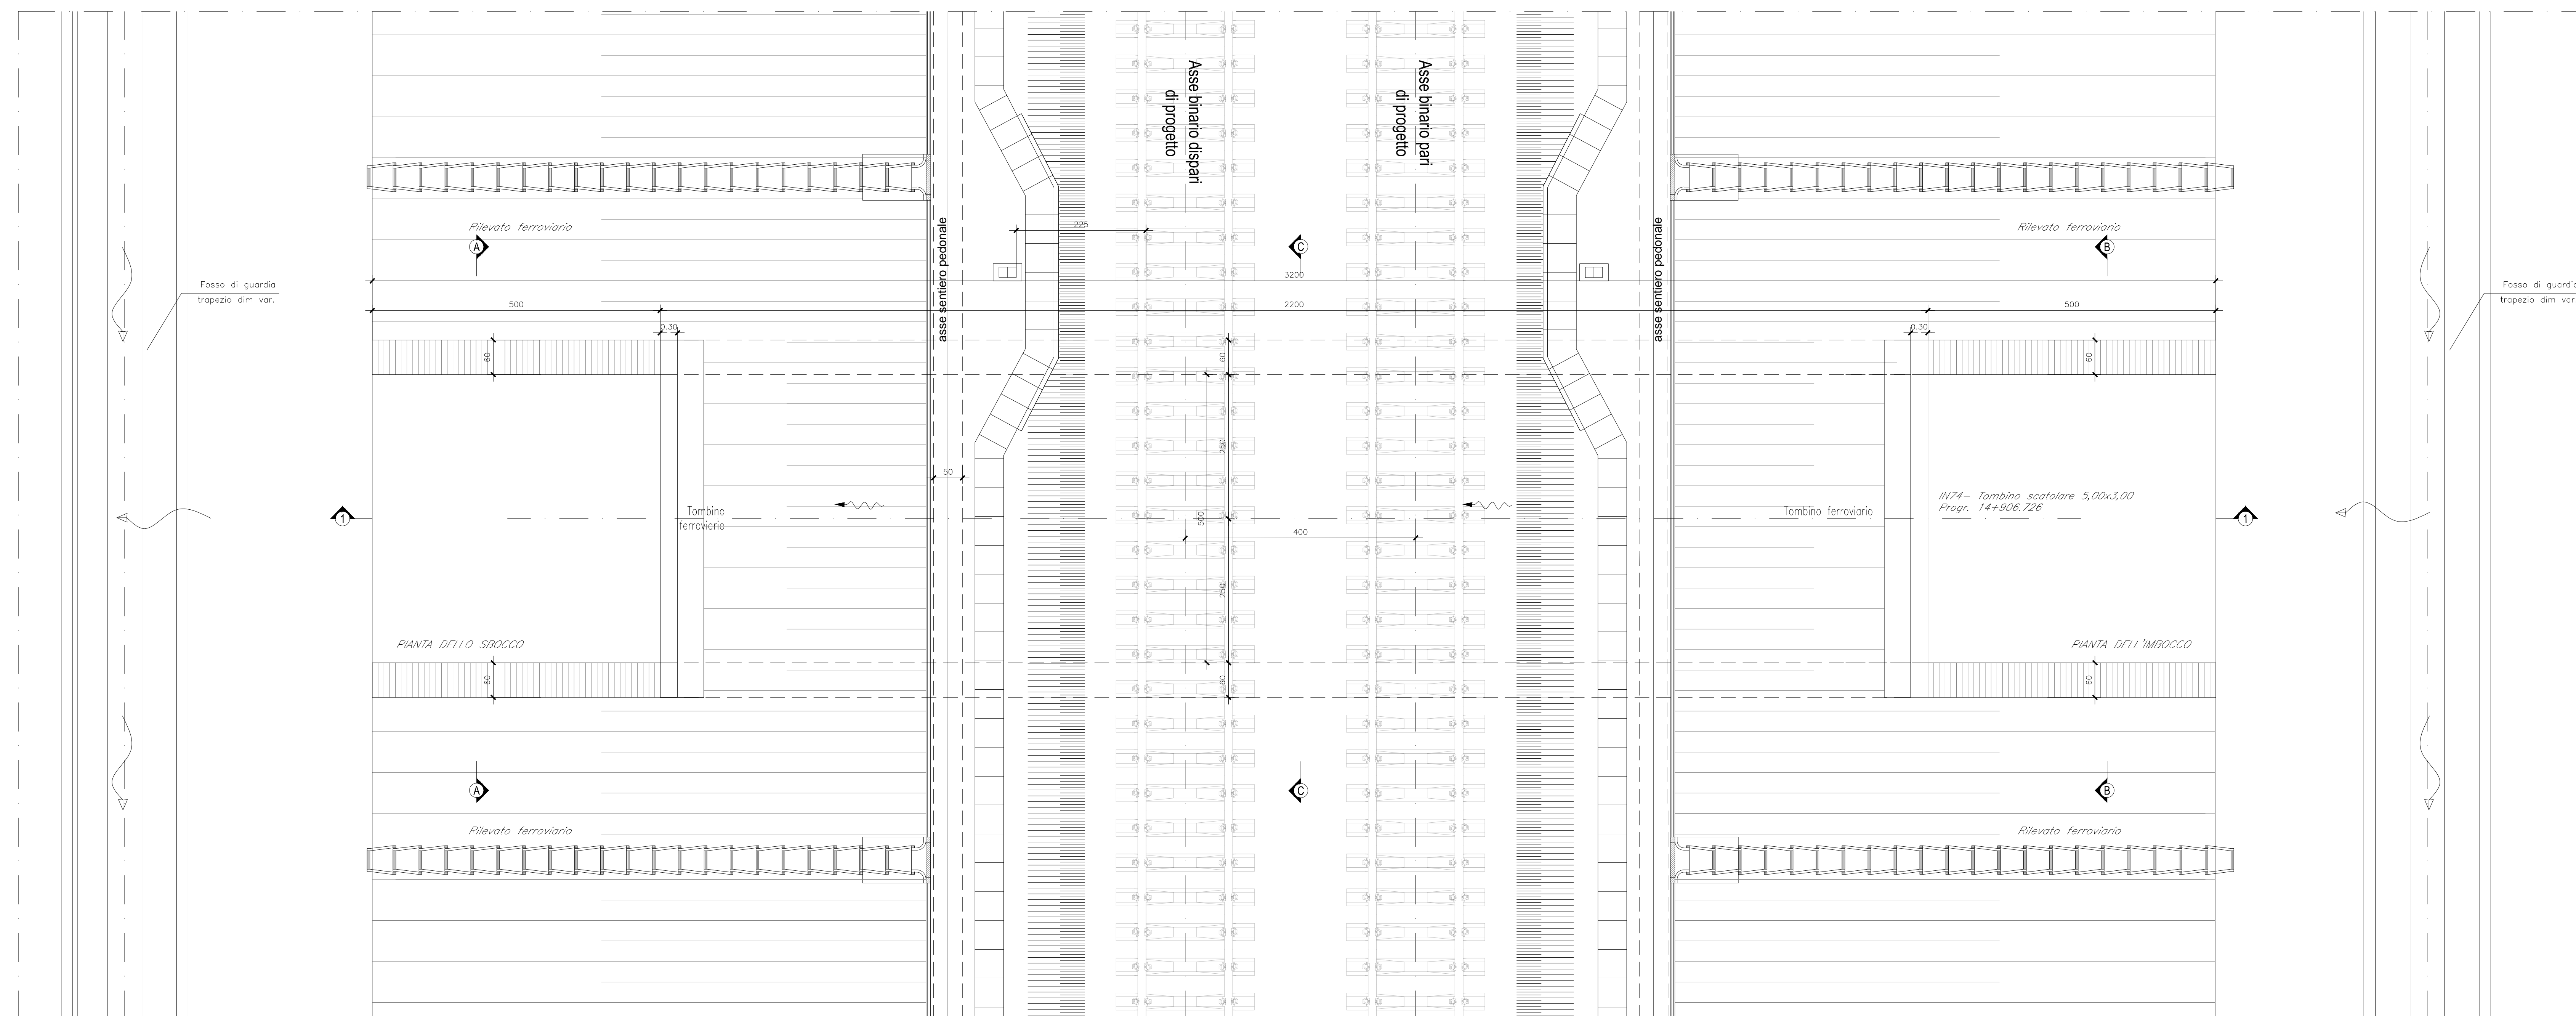 Asse binario dispari
di progetto
Asse binario pari
di progetto
asse sentiero pedonale
asse sentiero pedonale
Rilevato ferroviario
Rilevato ferroviario
A
C
B
225
3200
Fosso di guardia
trapezio dim var.
Fosso di guardia
trapezio dim var.
500
2200
500
0.30
0.30
60
60
60
250
50
500
IN74- Tombino scatolare 5,00x3,00
Progr. 14+906.726
Tombino
ferroviario
Tombino ferroviario
1
1
400
250
PIANTA DELLO SBOCCO
PIANTA DELL'IMBOCCO
60
60
60
A
C
B
Rilevato ferroviario
Rilevato ferroviario